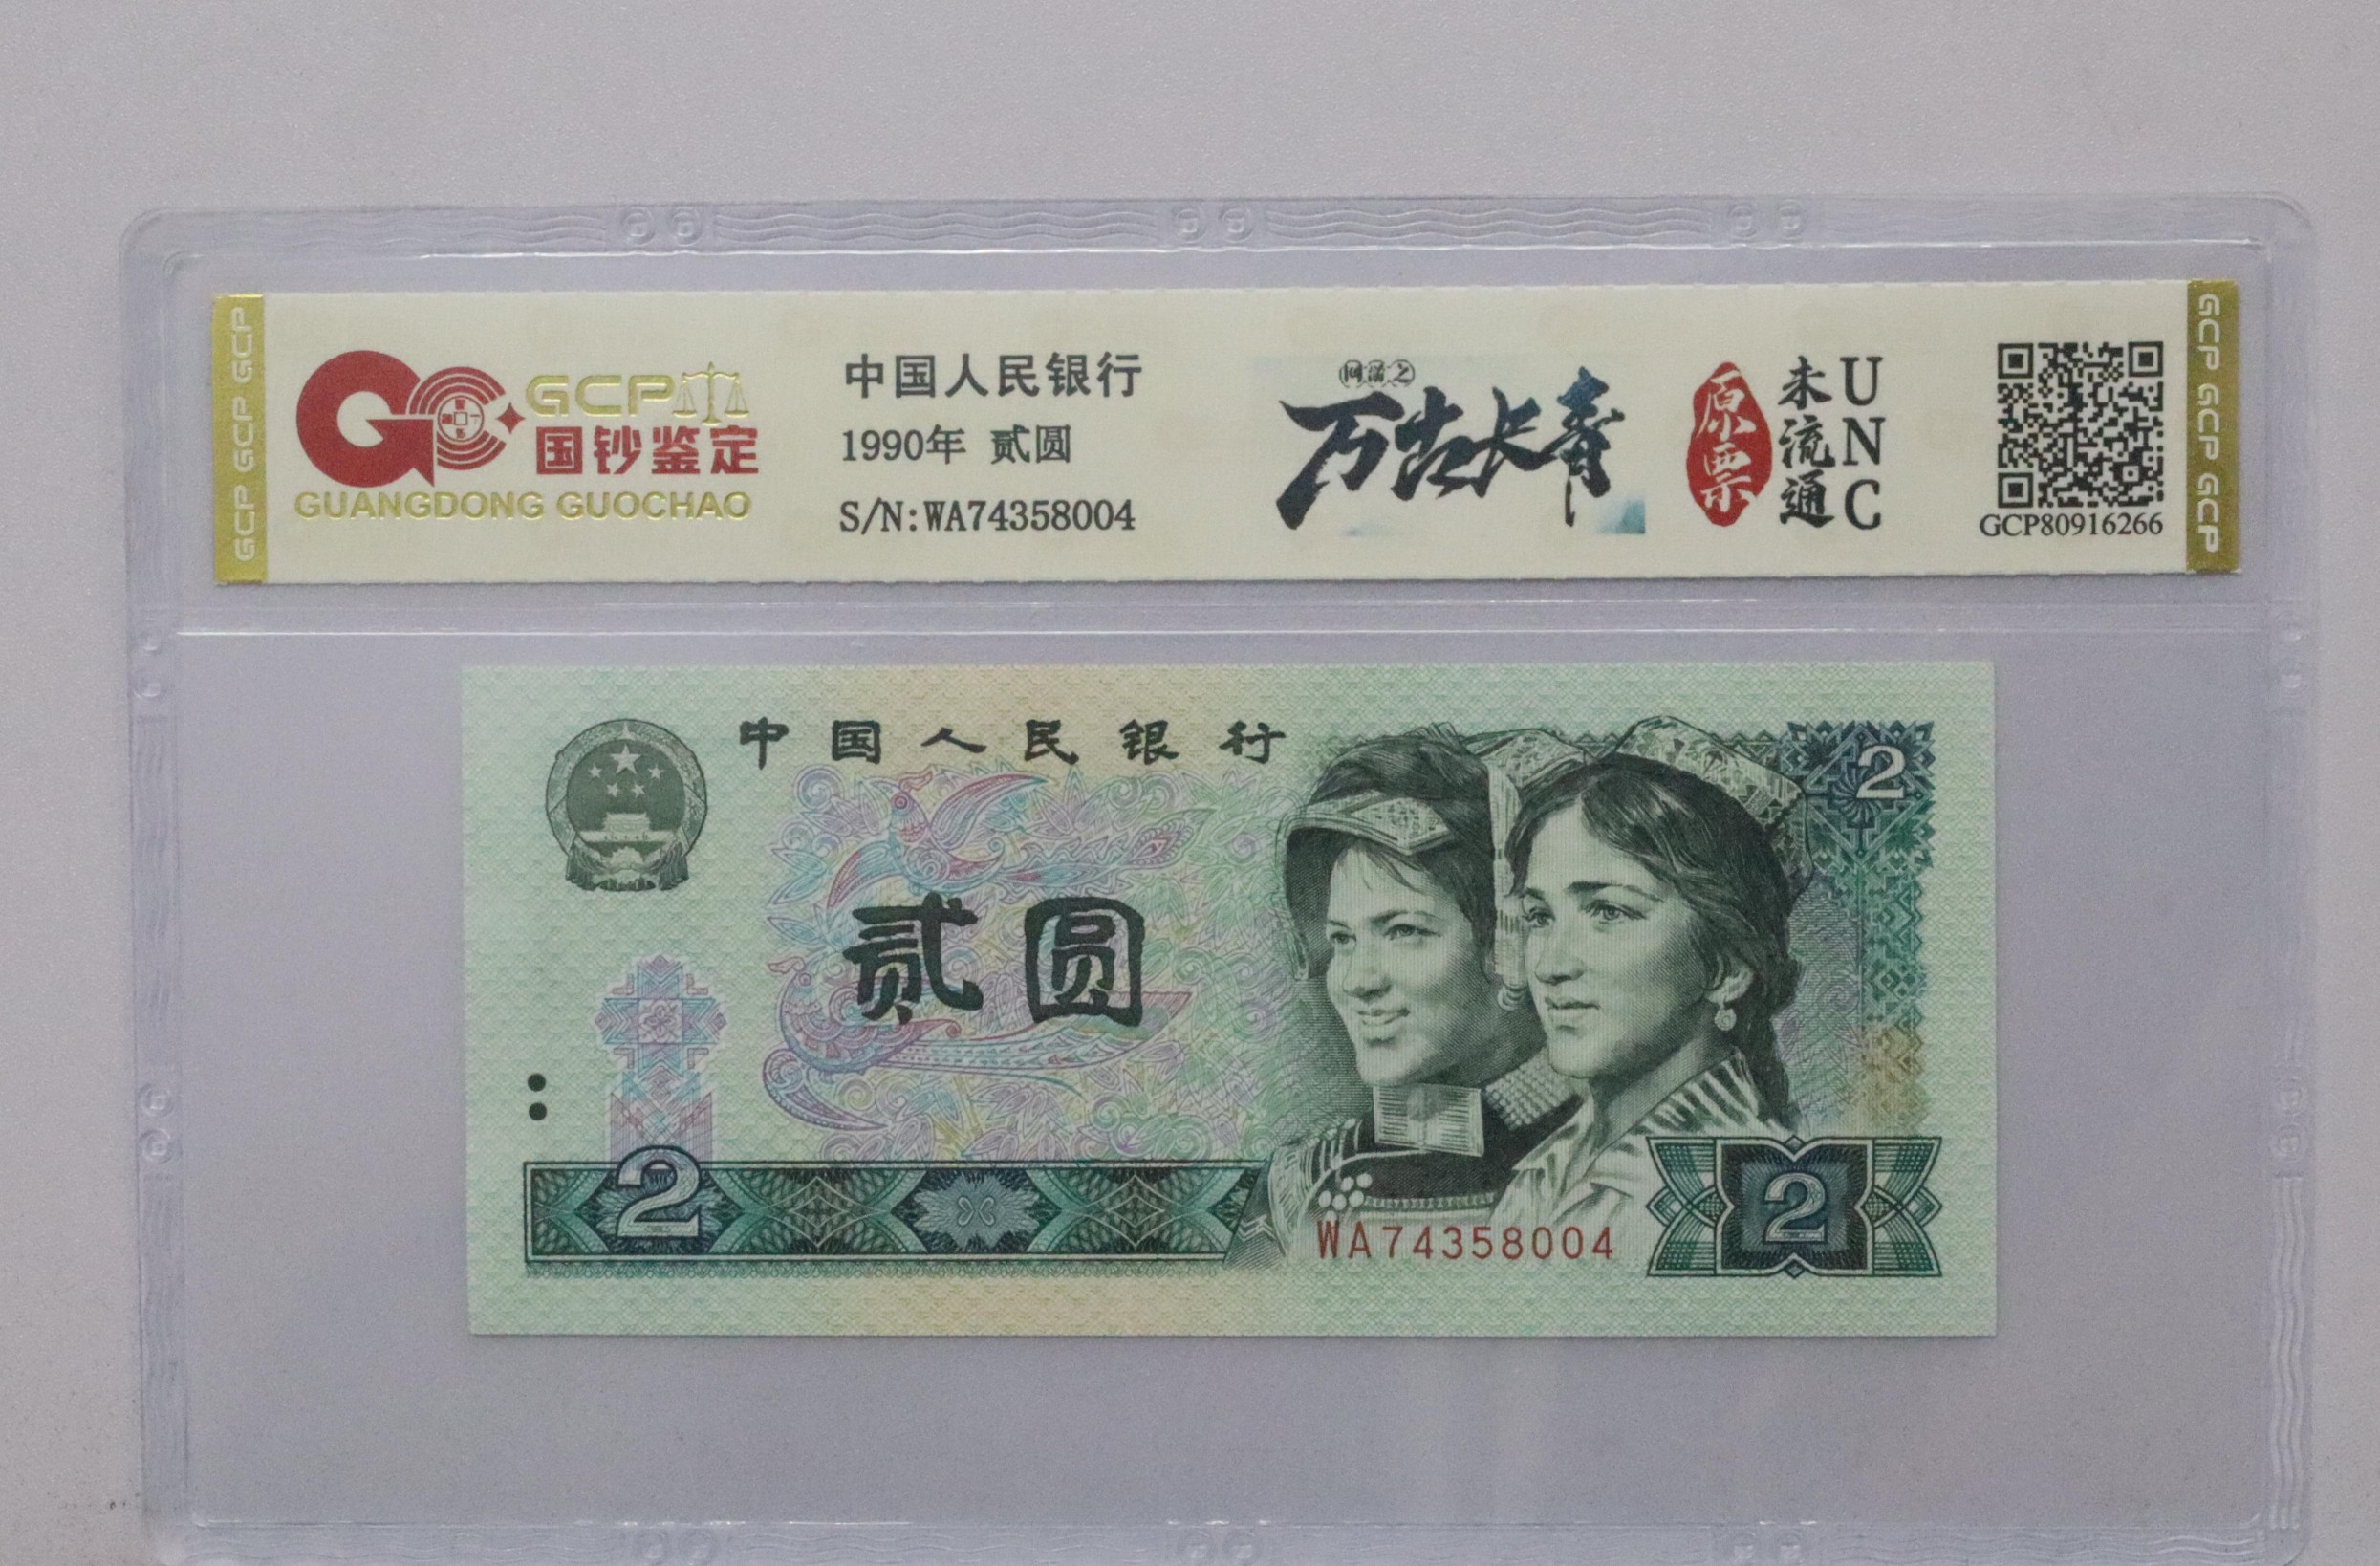 GCP GCP GCP
GCP
国钞鉴定
GUANGDONG GUOCHAO
中国人民银行
1990年 贰圆
S/N:WA74358004
万古长青
原票
未流通
UNC
GCP80916266
GCP GCP GCP
中国人民银行
2
贰圆
2
WA74358004
2